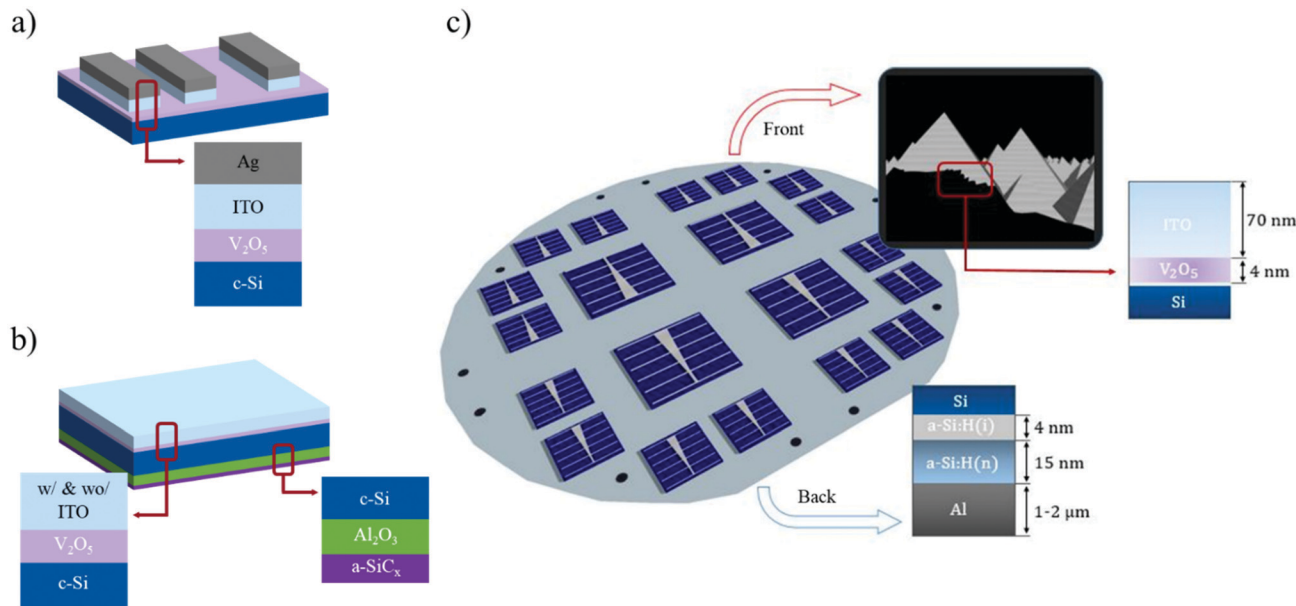 a)
Ag
ITO
V₂O₅
c-Si
b)
w/ & wo/
ITO
V₂O₅
c-Si
c-Si
Al₂O₃
a-SiCₓ
c)
Front
ITO
70 nm
V₂O₅
4 nm
Si
Back
Si
a-Si:H(i)
4 nm
a-Si:H(n)
15 nm
Al
1-2 μm